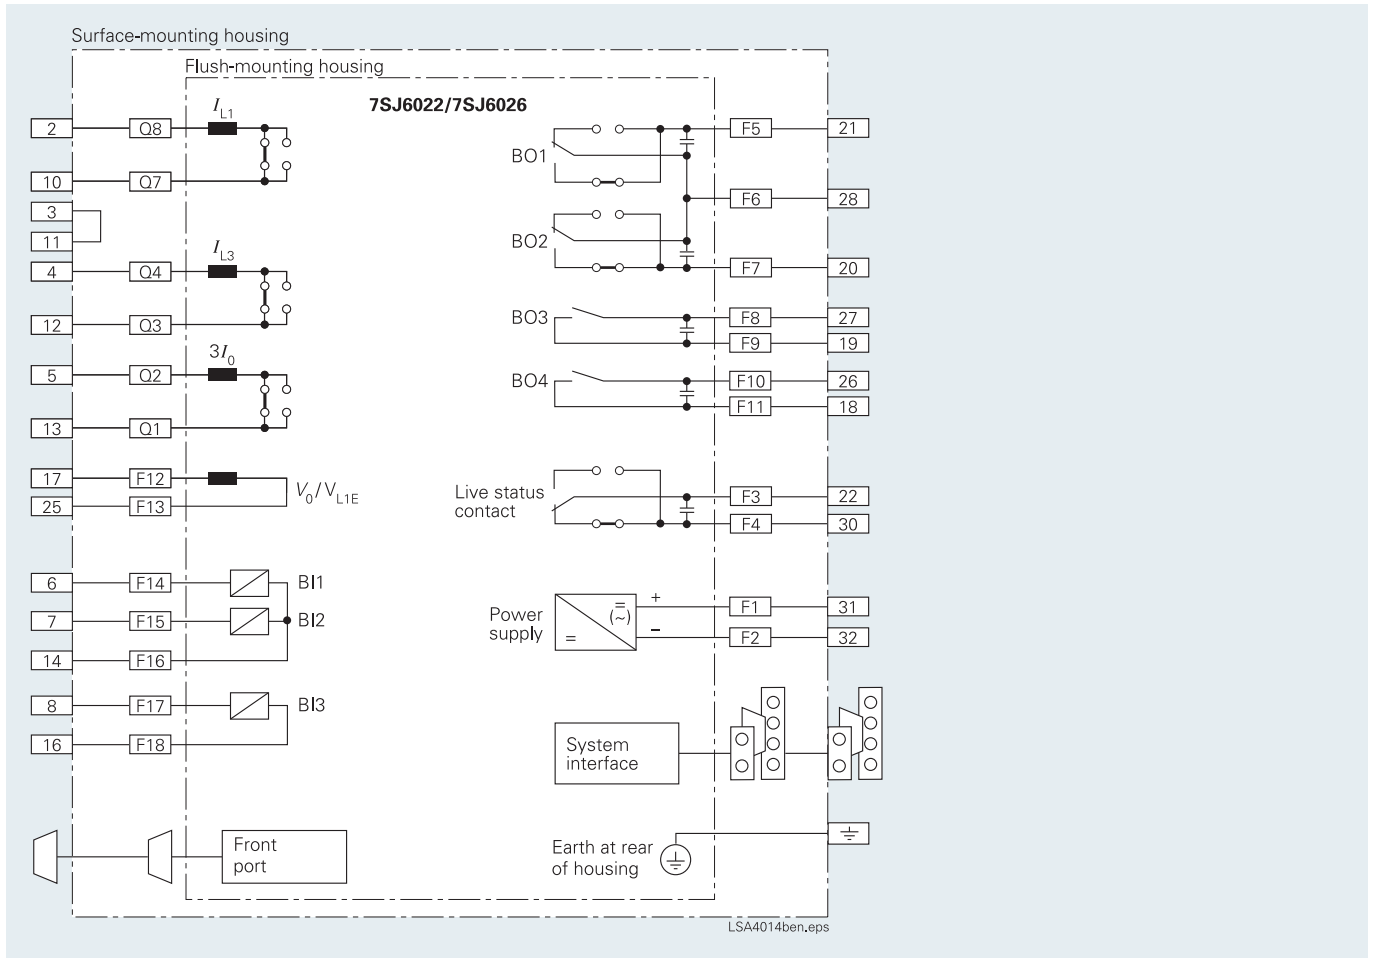 Surface-mounting housing
Flush-mounting housing
7SJ6022/7SJ6026
I L1
2 Q8
10 Q7
3
11
I L3
4 Q4
12 Q3
3I 0
5 Q2
13 Q1
17 F12
25 F13
V0/VL1E
6 F14 BI1
7 F15 BI2
14 F16
8 F17 BI3
16 F18
Front
port
BO1
F5 21
F6 28
BO2
F7 20
BO3 F8 27
F9 19
BO4 F10 26
F11 18
Live status
contact
F3 22
F4 30
Power
supply
= (~)
=
+ F1 31
– F2 32
System
interface
Earth at rear
of housing
LSA4014ben.eps